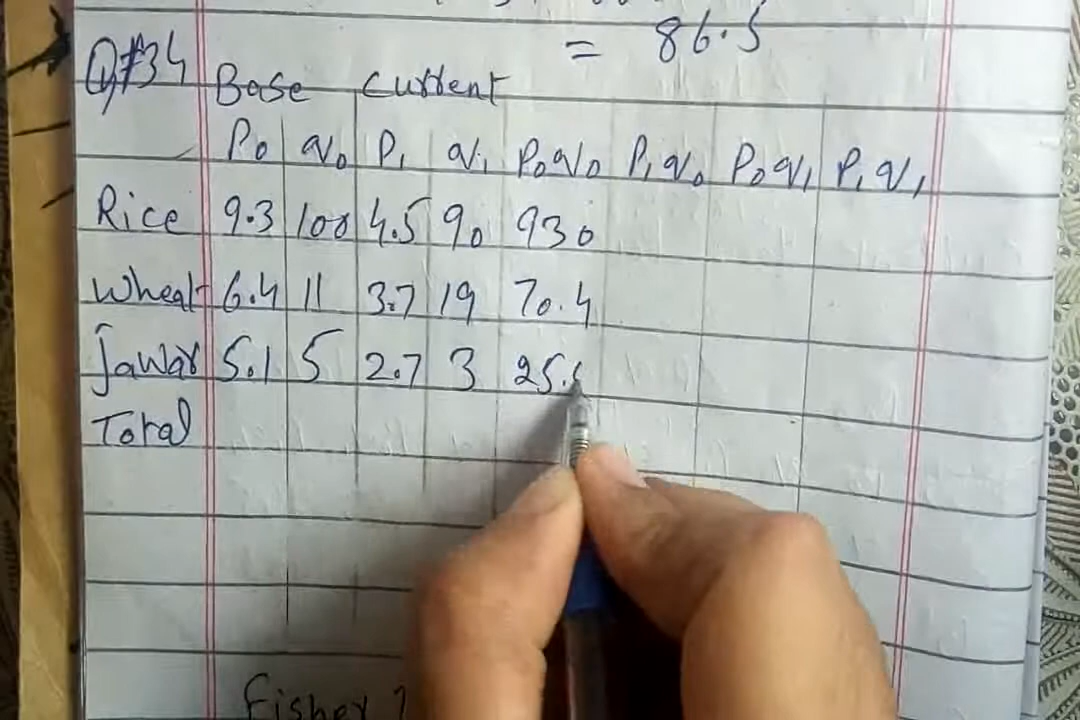 = 86.5
Q#34 Base Current
P₀ q₀ P₁ q₁ P₀q₀ P₁q₀ P₀q₁ P₁q₁
Rice 9.3 100 4.5 90 930
Wheat 6.4 11 3.7 19 70.4
jawar 5.1 5 2.7 3 25.
Total
Fisher